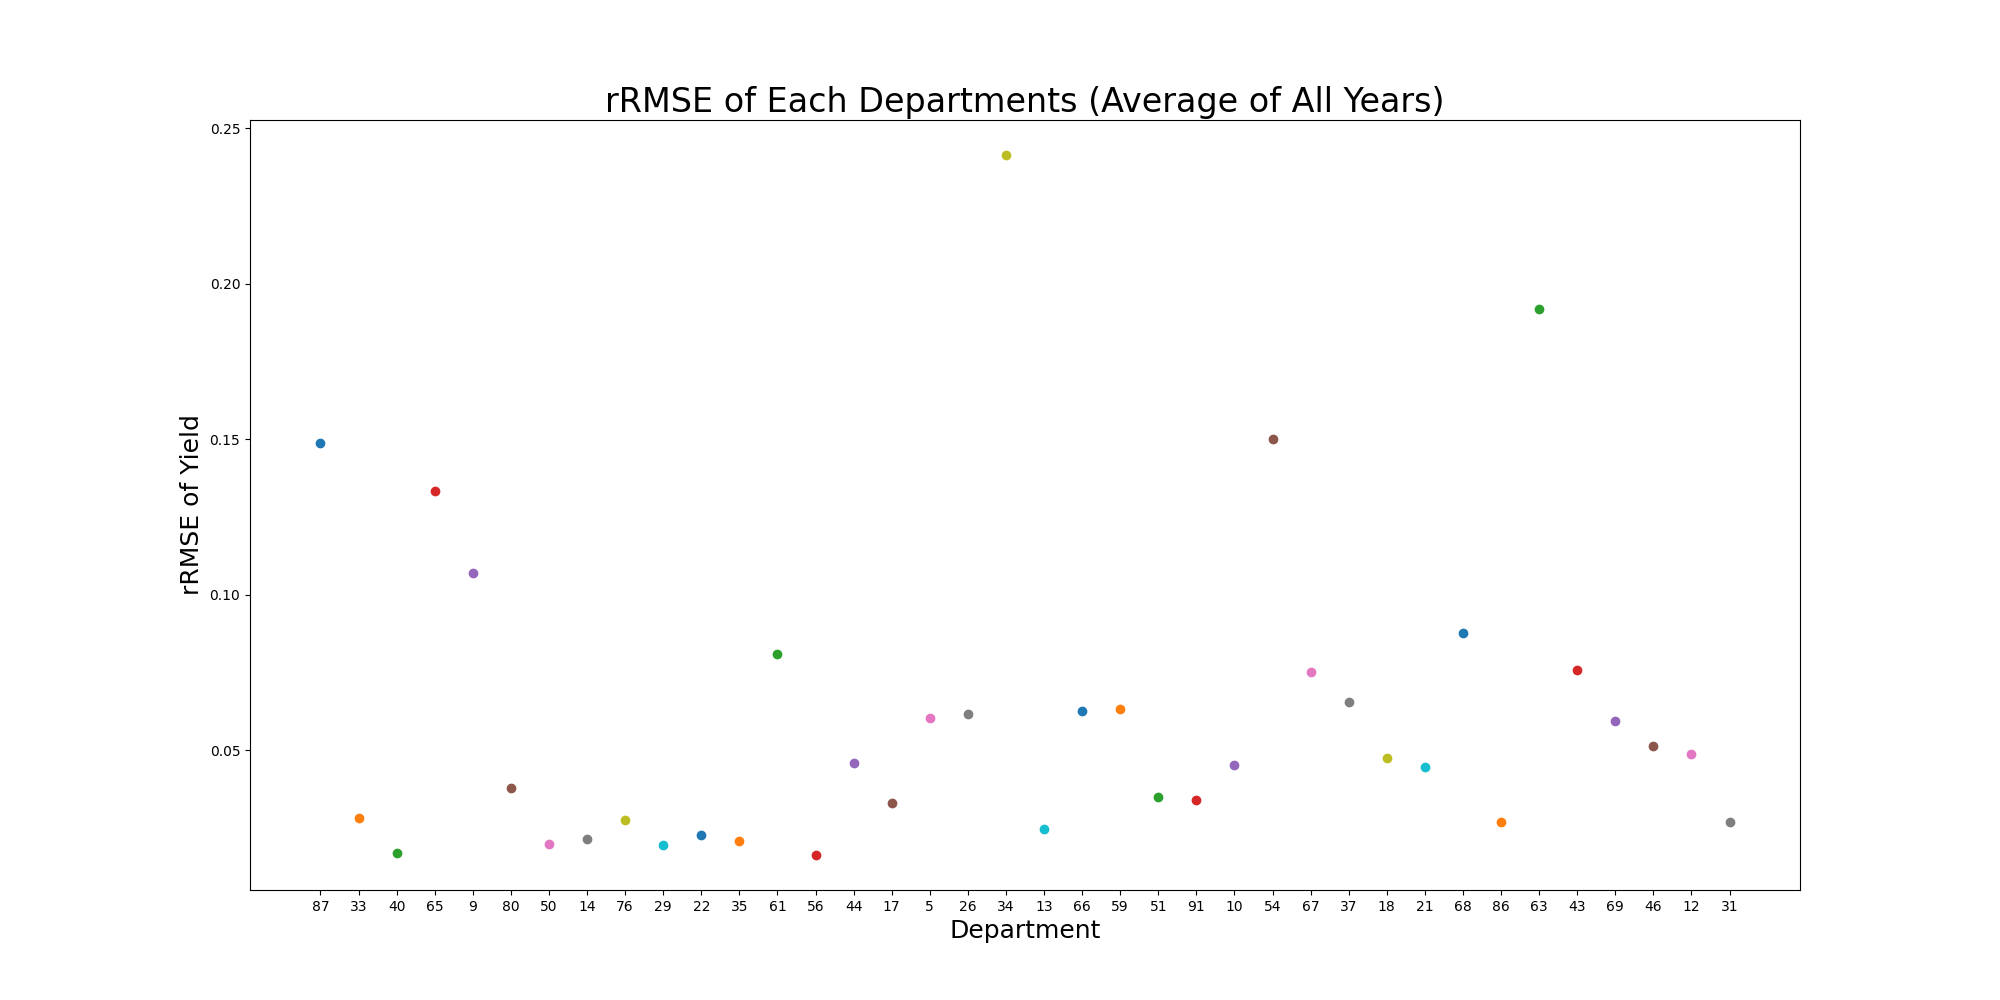 rRMSE of Each Departments (Average of All Years)
rRMSE of Yield
0.25
0.20
0.15
0.10
0.05
87 33 40 65 9 80 50 14 76 29 22 35 61 56 44 17 5 26 34 13 66 59 51 91 10 54 67 37 18 21 68 86 63 43 69 46 12 31
Department